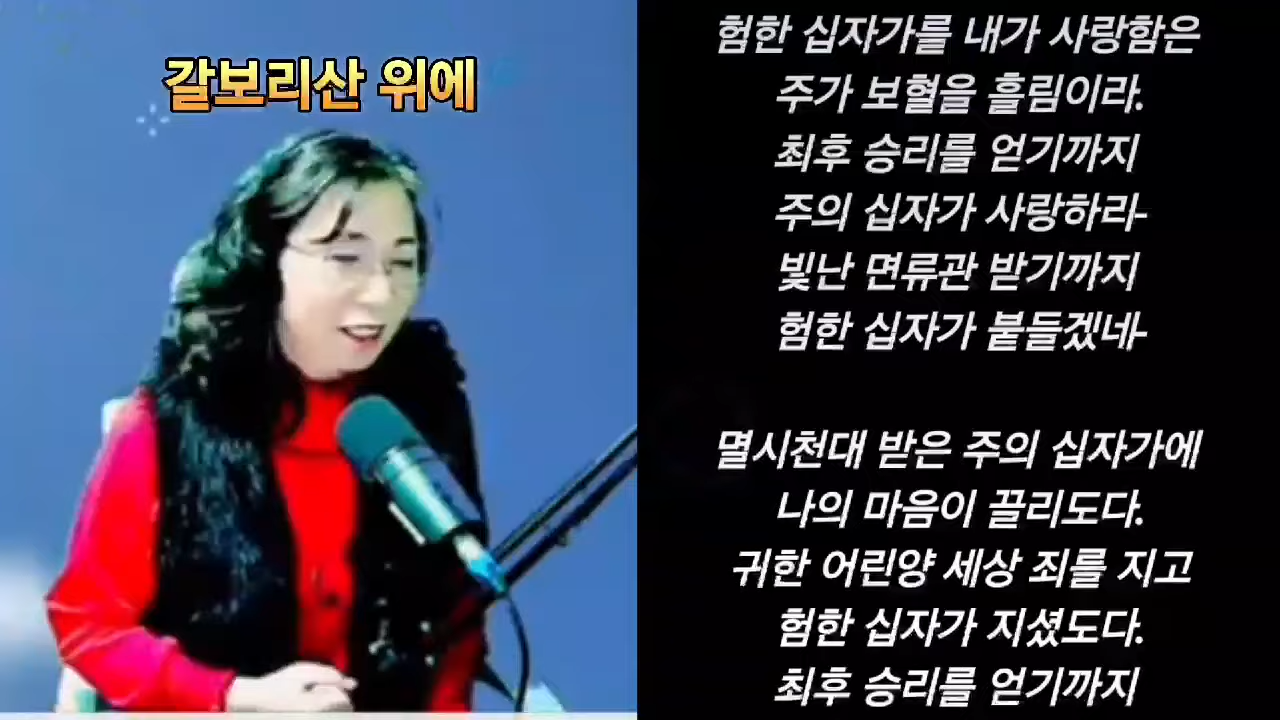 갈보리산 위에
험한 십자가를 내가 사랑함은
주가 보혈을 흘림이라.
최후 승리를 얻기까지
주의 십자가 사랑하라-
빛난 면류관 받기까지
험한 십자가 붙들겠네-
멸시천대 받은 주의 십자가에
나의 마음이 끌리도다.
귀한 어린양 세상 죄를 지고
험한 십자가 지셨도다.
최후 승리를 얻기까지